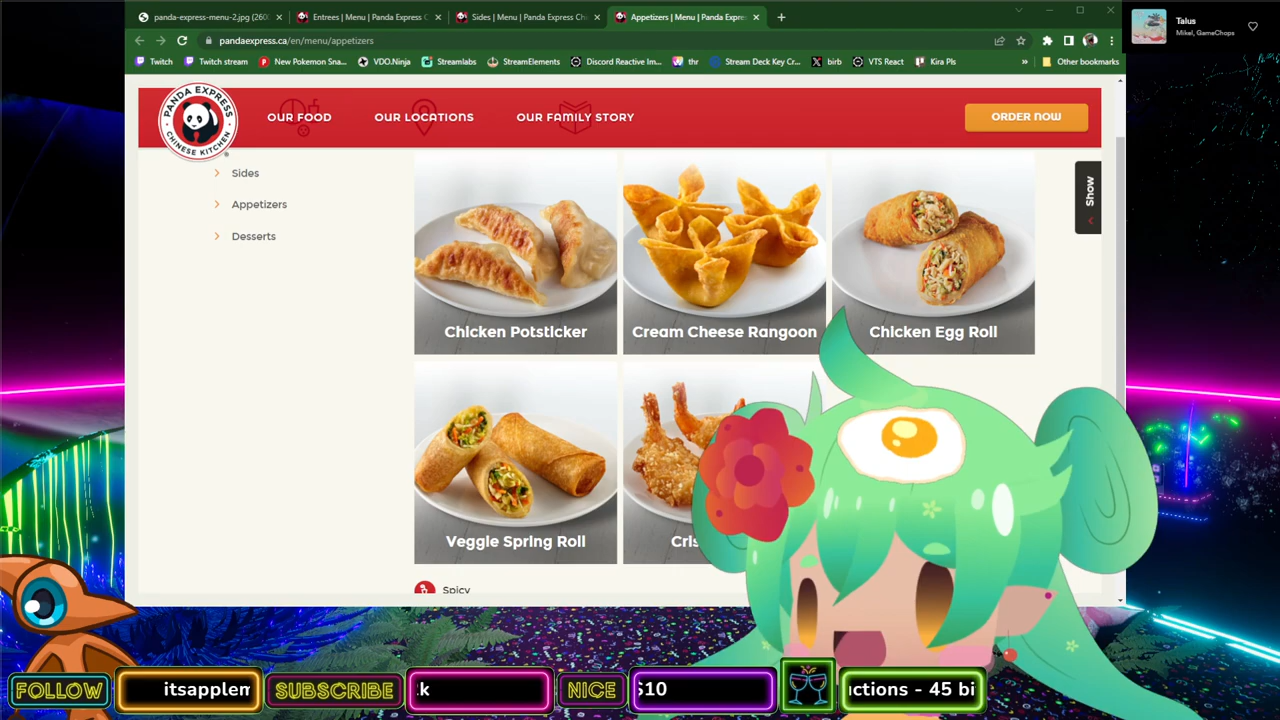 panda-express-menu-2.jpg (260
Entrees | Menu | Panda Express C
Sides | Menu | Panda Express Ch
Appetizers | Menu | Panda Expre
pandaexpress.ca/en/menu/appetizers
Twitch
Twitch stream
New Pokemon Sna...
VDO.Ninja
Streamlabs
StreamElements
Discord Reactive Im...
thr
Stream Deck Key Cr...
birb
VTS React
Kira Pls
Other bookmarks
Talus
Mikel, GameChops
PANDA EXPRESS
CHINESE KITCHEN
OUR FOOD
OUR LOCATIONS
OUR FAMILY STORY
ORDER NOW
Show
Sides
Appetizers
Desserts
Chicken Potsticker
Cream Cheese Rangoon
Chicken Egg Roll
Veggie Spring Roll
Cris
Spicy
FOLLOW
itsapplem
SUBSCRIBE
k
NICE
$10
ctions - 45 bi